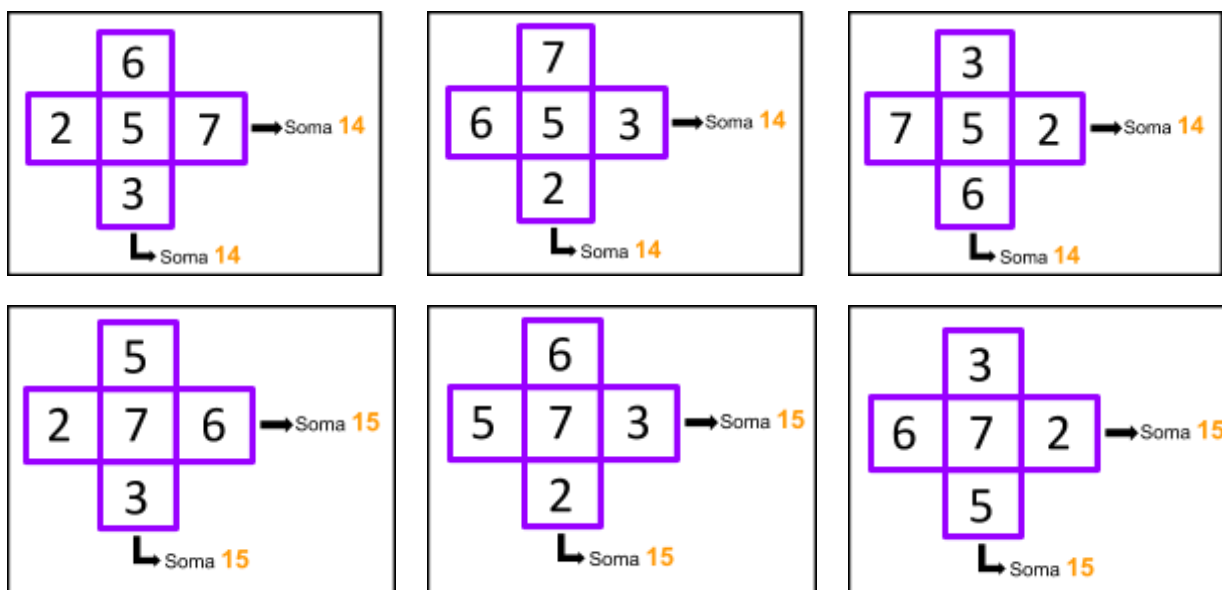 6
2 5 7 Soma 14
3
Soma 14
7
6 5 3 Soma 14
2
Soma 14
3
7 5 2 Soma 14
6
Soma 14
5
2 7 6 Soma 15
3
Soma 15
6
5 7 3 Soma 15
2
Soma 15
3
6 7 2 Soma 15
5
Soma 15